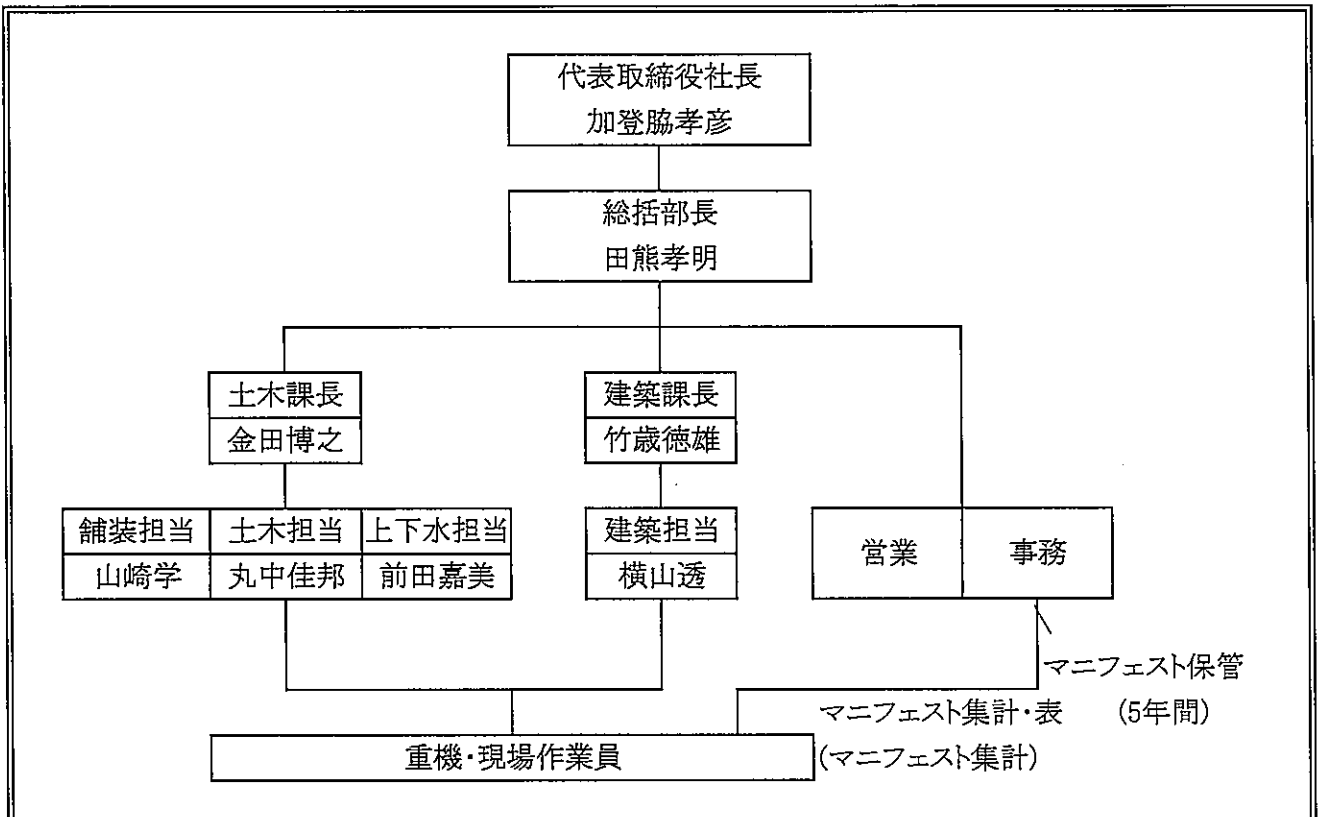 代表取締役社長
加登脇孝彦
総括部長
田熊孝明
土木課長
金田博之
建築課長
竹歳徳雄
舗装担当
山崎学
土木担当
丸中佳邦
上下水担当
前田嘉美
建築担当
横山透
営業
事務
マニフェスト保管
(5年間)
マニフェスト集計・表
(マニフェスト集計)
重機・現場作業員